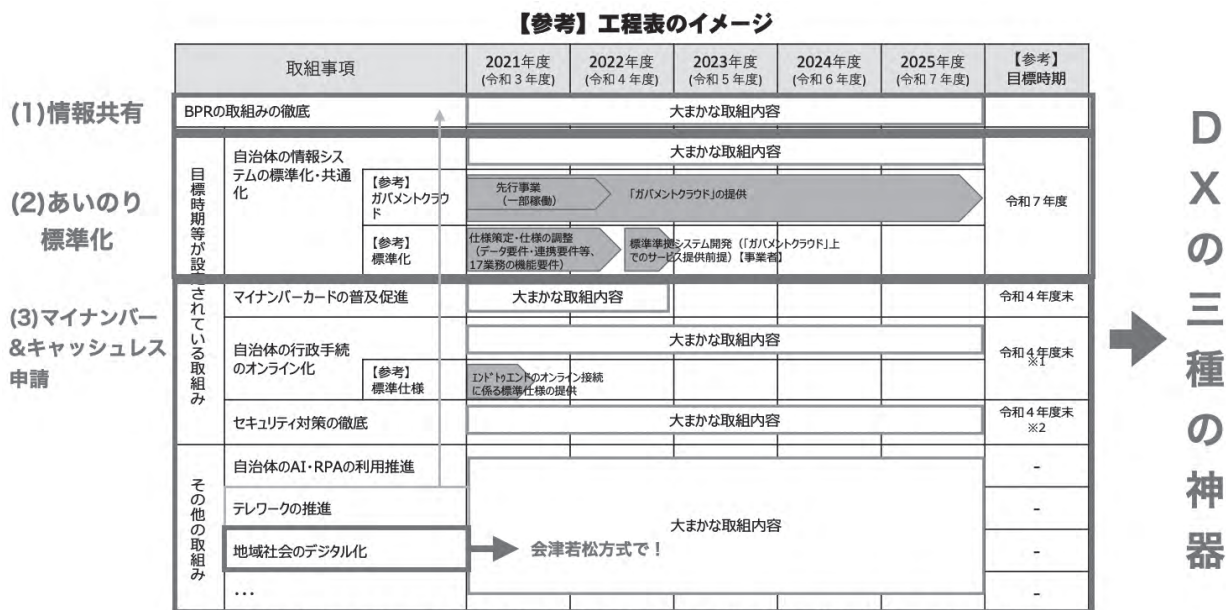 【参考】工程表のイメージ
取組事項
2021年度
(令和3年度)
2022年度
(令和4年度)
2023年度
(令和5年度)
2024年度
(令和6年度)
2025年度
(令和7年度)
【参考】
目標時期
(1)情報共有
BPRの取組みの徹底
大まかな取組内容
(2)あいのり
標準化
目標時期等が設定されている取組み
自治体の情報シス
テムの標準化・共通
化
大まかな取組内容
【参考】
ガバメントクラウ
ド
先行事業
(一部稼働)
「ガバメントクラウド」の提供
令和7年度
【参考】
標準化
仕様策定・仕様の調整
(データ要件・連携要件等、
17業務の機能要件)
標準準拠システム開発(「ガバメントクラウド」上
でのサービス提供前提)【事業者】
(3)マイナンバー
&キャッシュレス
申請
マイナンバーカードの普及促進
大まかな取組内容
令和4年度末
自治体の行政手続
のオンライン化
大まかな取組内容
令和4年度末
※1
【参考】
標準仕様
エンドトゥエンドのオンライン接続
に係る標準仕様の提供
セキュリティ対策の徹底
大まかな取組内容
令和4年度末
※2
その他の取組み
自治体のAI・RPAの利用推進
-
テレワークの推進
大まかな取組内容
-
地域社会のデジタル化
会津若松方式で!
-
…
-
DXの三種の神器